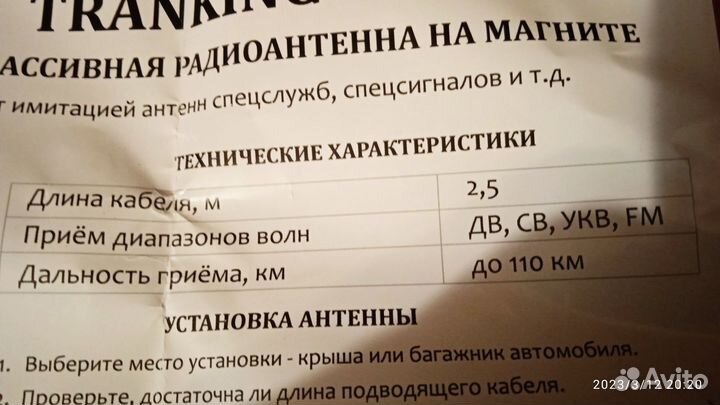 TRANKING
АССИВНАЯ РАДИОАНТЕННА НА МАГНИТЕ
имитацией антенн спецслужб, спецсигналов и т.д.
ТЕХНИЧЕСКИЕ ХАРАКТЕРИСТИКИ
Длина кабеля, м 2,5
Приём диапазонов волн ДВ, СВ, УКВ, FM
Дальность приёма, км до 110 км
УСТАНОВКА АНТЕННЫ
1. Выберите место установки - крыша или багажник автомобиля.
2. Проверьте, достаточна ли длина подводящего кабеля.
Avito
2023/3/12 20:20